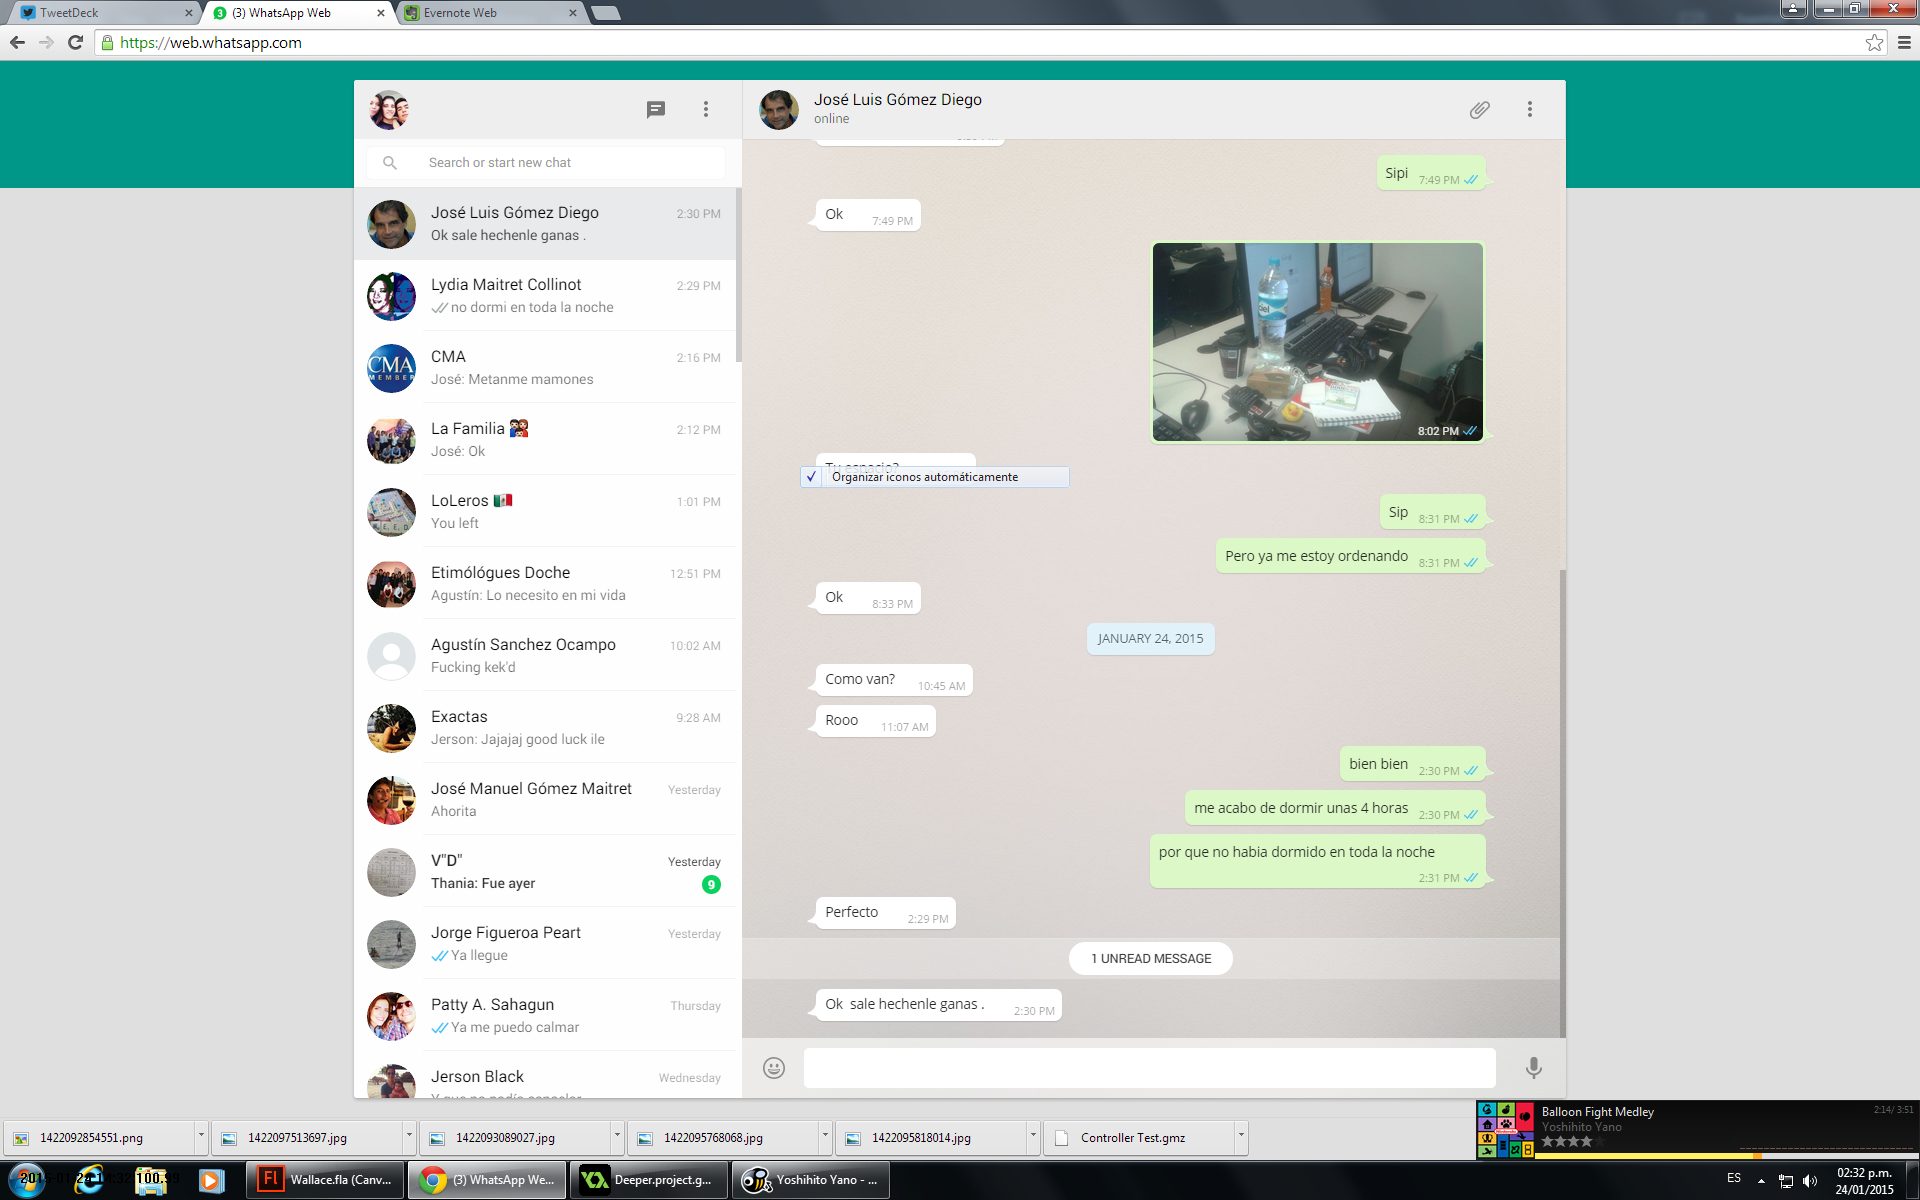 TweetDeck
(3) WhatsApp Web
Evernote Web
https://web.whatsapp.com
Search or start new chat
José Luis Gómez Diego
2:30 PM
Ok sale hechenle ganas .
Lydia Maitret Collinot
2:29 PM
no dormi en toda la noche
CMA
MEMBER
CMA
2:16 PM
José: Metanme mamones
La Familia
2:12 PM
José: Ok
LoLeros
1:01 PM
You left
Etimólógues Doche
12:51 PM
Agustín: Lo necesito en mi vida
Agustín Sanchez Ocampo
10:02 AM
Fucking kek'd
Exactas
9:28 AM
Jerson: Jajajaj good luck ile
José Manuel Gómez Maitret
Yesterday
Ahorita
V"D"
Yesterday
Thania: Fue ayer
9
Jorge Figueroa Peart
Yesterday
Ya llegue
Patty A. Sahagun
Thursday
Ya me puedo calmar
Jerson Black
Wednesday
José Luis Gómez Diego
online
Sipi 7:49 PM
Ok 7:49 PM
8:02 PM
Tu espacio?
Organizar iconos automáticamente
Sip 8:31 PM
Pero ya me estoy ordenando 8:31 PM
Ok 8:33 PM
JANUARY 24, 2015
Como van? 10:45 AM
Rooo 11:07 AM
bien bien 2:30 PM
me acabo de dormir unas 4 horas 2:30 PM
por que no habia dormido en toda la noche
2:31 PM
Perfecto 2:29 PM
1 UNREAD MESSAGE
Ok sale hechenle ganas . 2:30 PM
1422092854551.png
1422097513697.jpg
1422093089027.jpg
1422095768068.jpg
1422095818014.jpg
Controller Test.gmz
Balloon Fight Medley
2:14/ 3:51
Yoshihito Yano
Fl
Wallace.fla (Canv...
(3) WhatsApp We...
Deeper.project.g...
Yoshihito Yano - ...
ES
02:32 p.m.
24/01/2015